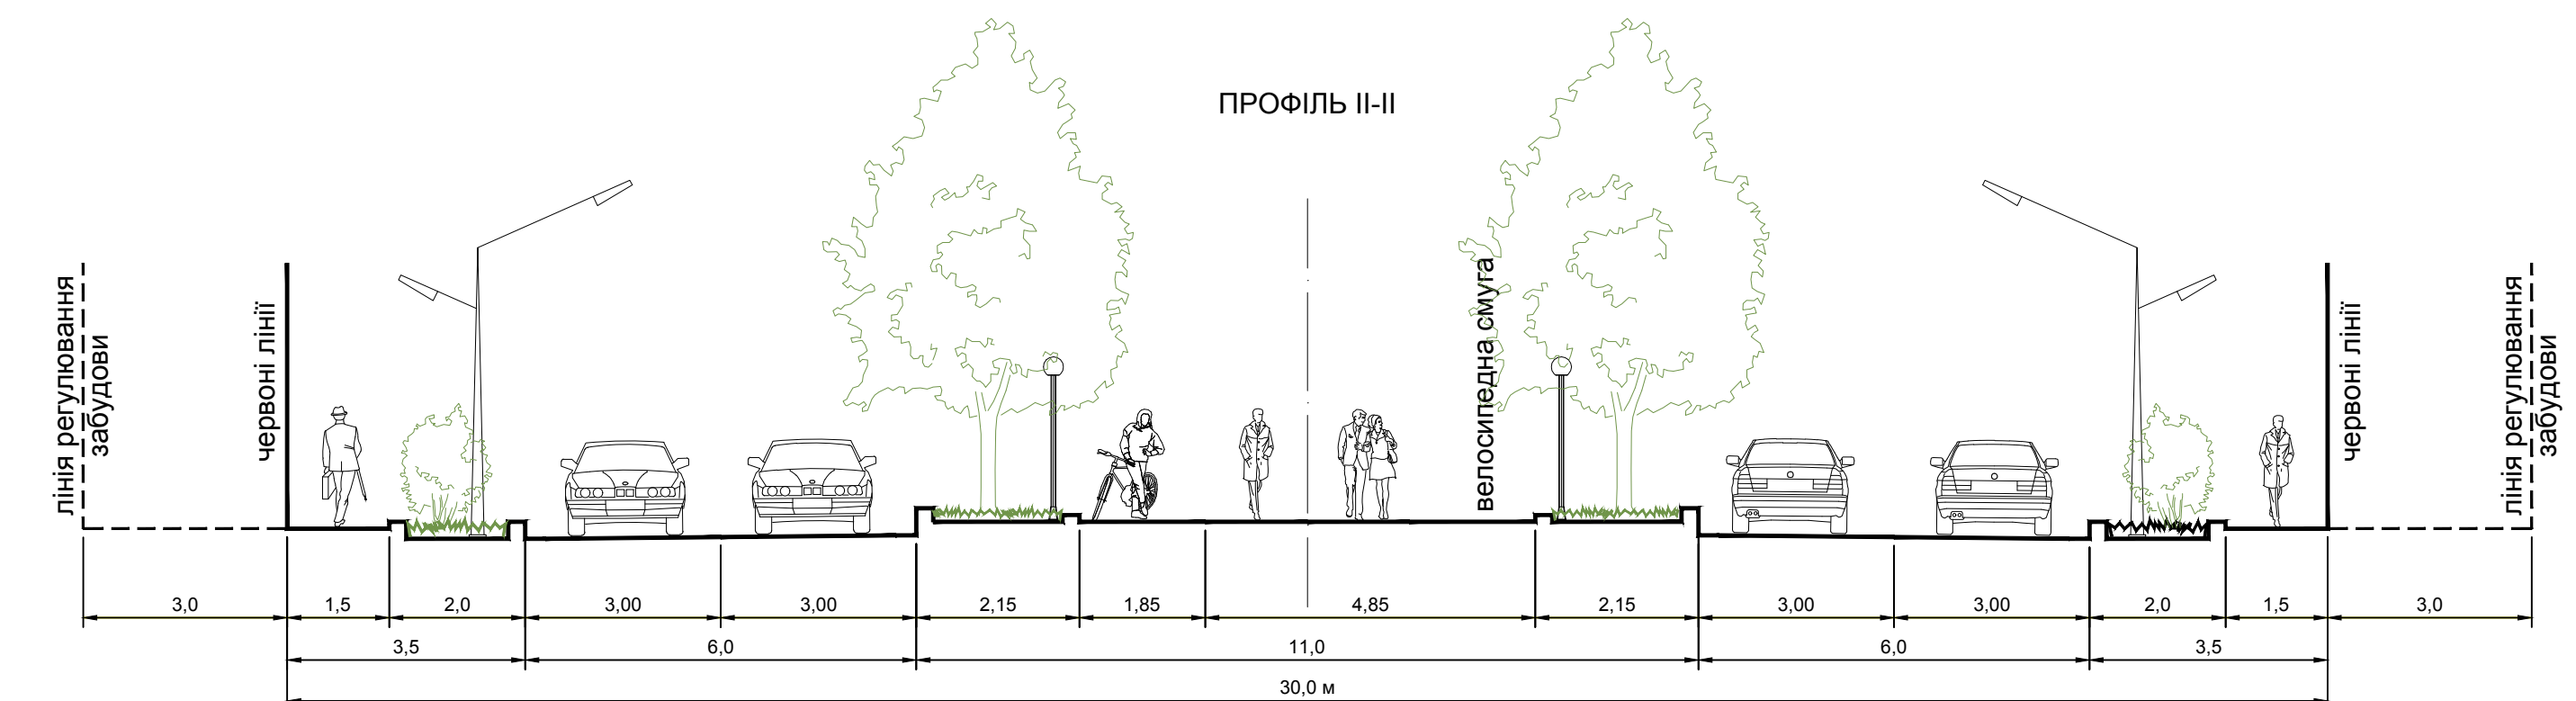 ПРОФІЛЬ II-II
лінія регулювання
забудови
червоні лінії
велосипедна смуга
червоні лінії
лінія регулювання
забудови
3,0 1,5 2,0 3,00 3,00 2,15 1,85 4,85 2,15 3,00 3,00 2,0 1,5 3,0
3,5 6,0 11,0 6,0 3,5
30,0 м